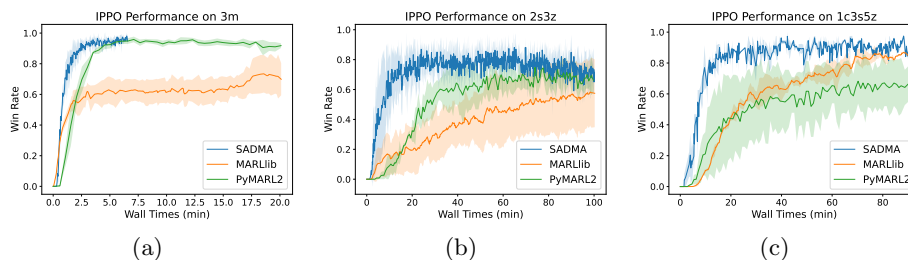 IPPO Performance on 3m
Win Rate
1.0
0.8
0.6
0.4
0.2
0.0
SADMA
MARLlib
PyMARL2
0.0 2.5 5.0 7.5 10.0 12.5 15.0 17.5 20.0
Wall Times (min)
(a)
IPPO Performance on 2s3z
Win Rate
1.0
0.8
0.6
0.4
0.2
0.0
SADMA
MARLlib
PyMARL2
0 20 40 60 80 100
Wall Times (min)
(b)
IPPO Performance on 1c3s5z
Win Rate
1.0
0.8
0.6
0.4
0.2
0.0
SADMA
MARLlib
PyMARL2
0 20 40 60 80
Wall Times (min)
(c)